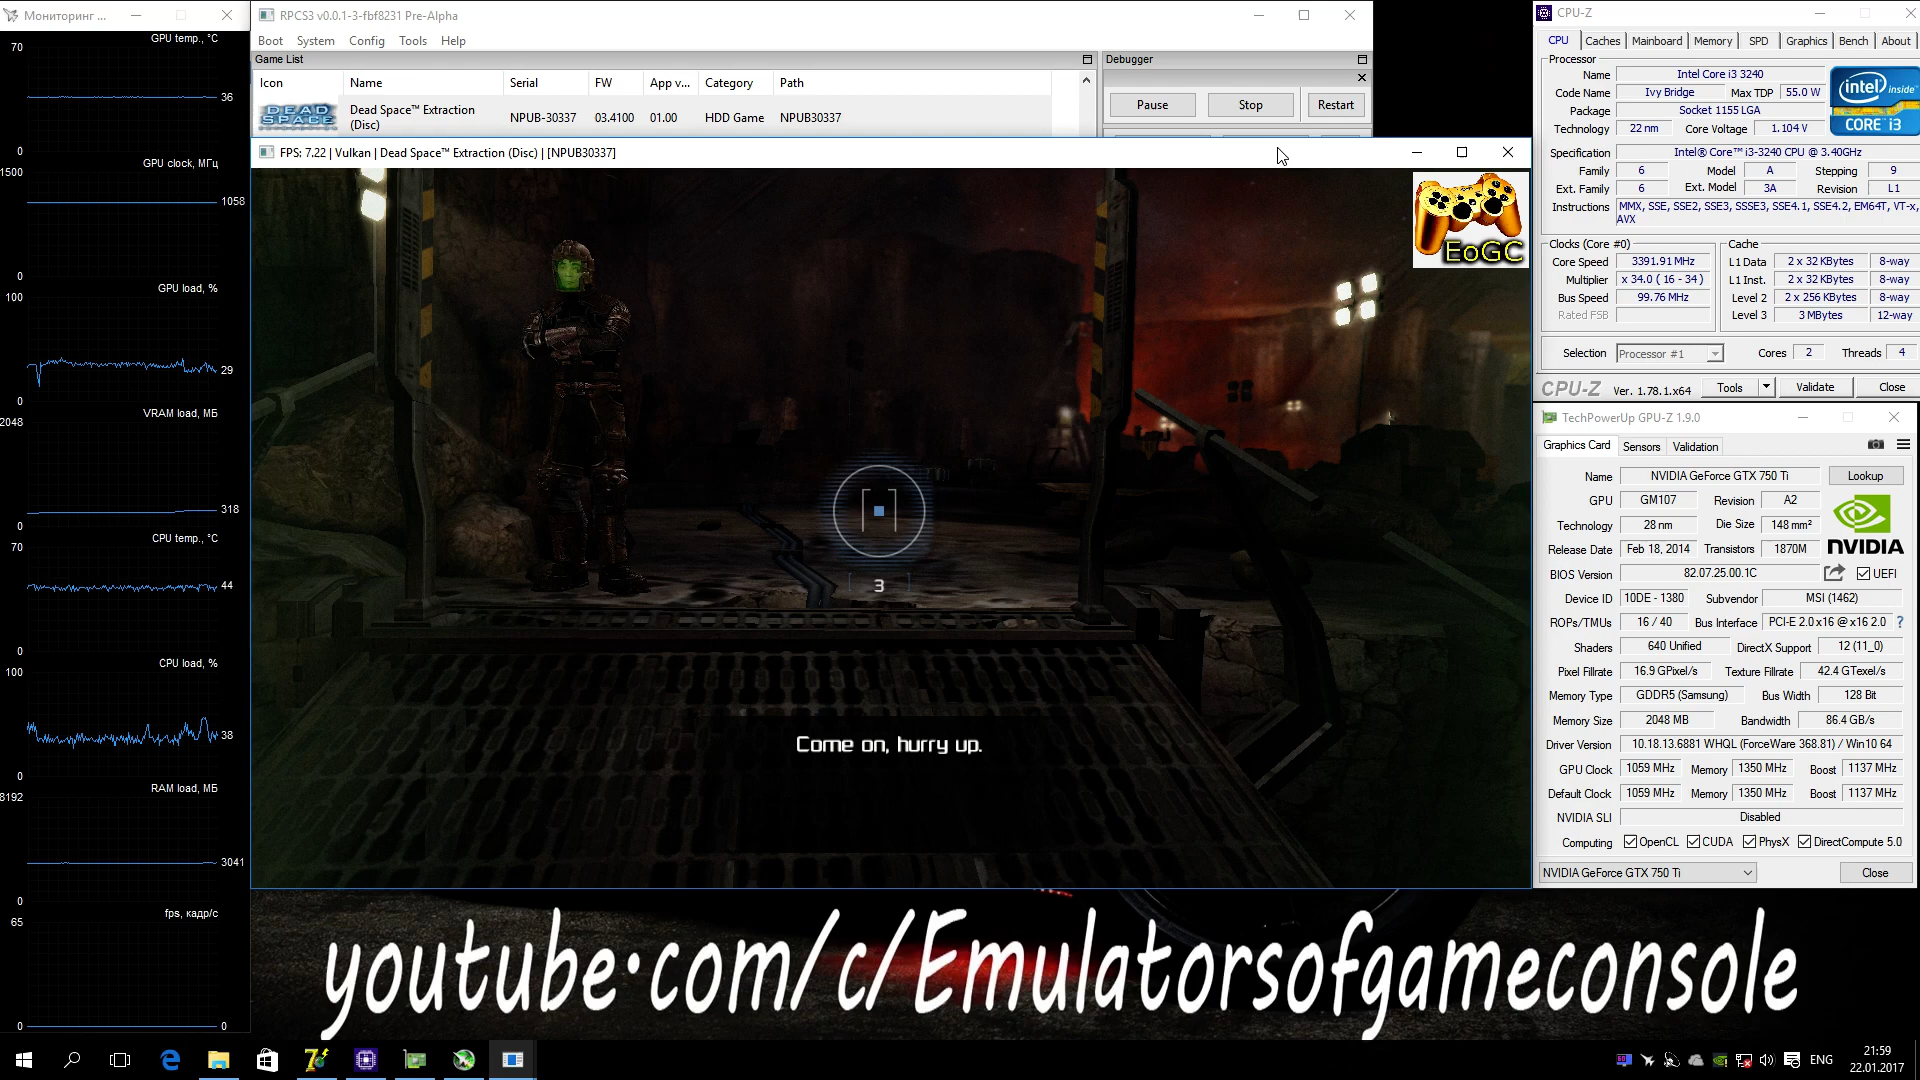 Мониторинг ...
GPU temp., °C
70
36
0
GPU clock, МГц
1500
1058
0
GPU load, %
100
29
0
VRAM load, МБ
2048
318
0
CPU temp., °C
70
44
0
CPU load, %
100
38
0
RAM load, МБ
8192
3041
0
fps, кадр/с
65
0
0
RPCS3 v0.0.1-3-fbf8231 Pre-Alpha
Boot System Config Tools Help
Game List
Icon Name Serial FW App v... Category Path
DEAD SPACE
Dead Space™ Extraction (Disc) NPUB-30337 03.4100 01.00 HDD Game NPUB30337
Debugger
Pause Stop Restart
FPS: 7.22 | Vulkan | Dead Space™ Extraction (Disc) | [NPUB30337]
EoGC
3
Come on, hurry up.
youtube.com/c/Emulatorsofgameconsole
CPU-Z
CPU Caches Mainboard Memory SPD Graphics Bench About
Processor
Name Intel Core i3 3240
Code Name Ivy Bridge Max TDP 55.0 W
Package Socket 1155 LGA
Technology 22 nm Core Voltage 1.104 V
intel inside™
CORE i3
Specification Intel® Core™ i3-3240 CPU @ 3.40GHz
Family 6 Model A Stepping 9
Ext. Family 6 Ext. Model 3A Revision L1
Instructions MMX, SSE, SSE2, SSE3, SSSE3, SSE4.1, SSE4.2, EM64T, VT-x, AVX
Clocks (Core #0)
Core Speed 3391.91 MHz
Multiplier x 34.0 ( 16 - 34 )
Bus Speed 99.76 MHz
Rated FSB
Cache
L1 Data 2 x 32 KBytes 8-way
L1 Inst. 2 x 32 KBytes 8-way
Level 2 2 x 256 KBytes 8-way
Level 3 3 MBytes 12-way
Selection Processor #1 Cores 2 Threads 4
CPU-Z Ver. 1.78.1.x64 Tools Validate Close
TechPowerUp GPU-Z 1.9.0
Graphics Card Sensors Validation
Name NVIDIA GeForce GTX 750 Ti Lookup
GPU GM107 Revision A2
Technology 28 nm Die Size 148 mm²
Release Date Feb 18, 2014 Transistors 1870M
NVIDIA
BIOS Version 82.07.25.00.1C UEFI
Device ID 10DE - 1380 Subvendor MSI (1462)
ROPs/TMUs 16 / 40 Bus Interface PCI-E 2.0 x16 @ x16 2.0 ?
Shaders 640 Unified DirectX Support 12 (11_0)
Pixel Fillrate 16.9 GPixel/s Texture Fillrate 42.4 GTexel/s
Memory Type GDDR5 (Samsung) Bus Width 128 Bit
Memory Size 2048 MB Bandwidth 86.4 GB/s
Driver Version 10.18.13.6881 WHQL (ForceWare 368.81) / Win10 64
GPU Clock 1059 MHz Memory 1350 MHz Boost 1137 MHz
Default Clock 1059 MHz Memory 1350 MHz Boost 1137 MHz
NVIDIA SLI Disabled
Computing OpenCL CUDA PhysX DirectCompute 5.0
NVIDIA GeForce GTX 750 Ti Close
ENG
21:59
22.01.2017